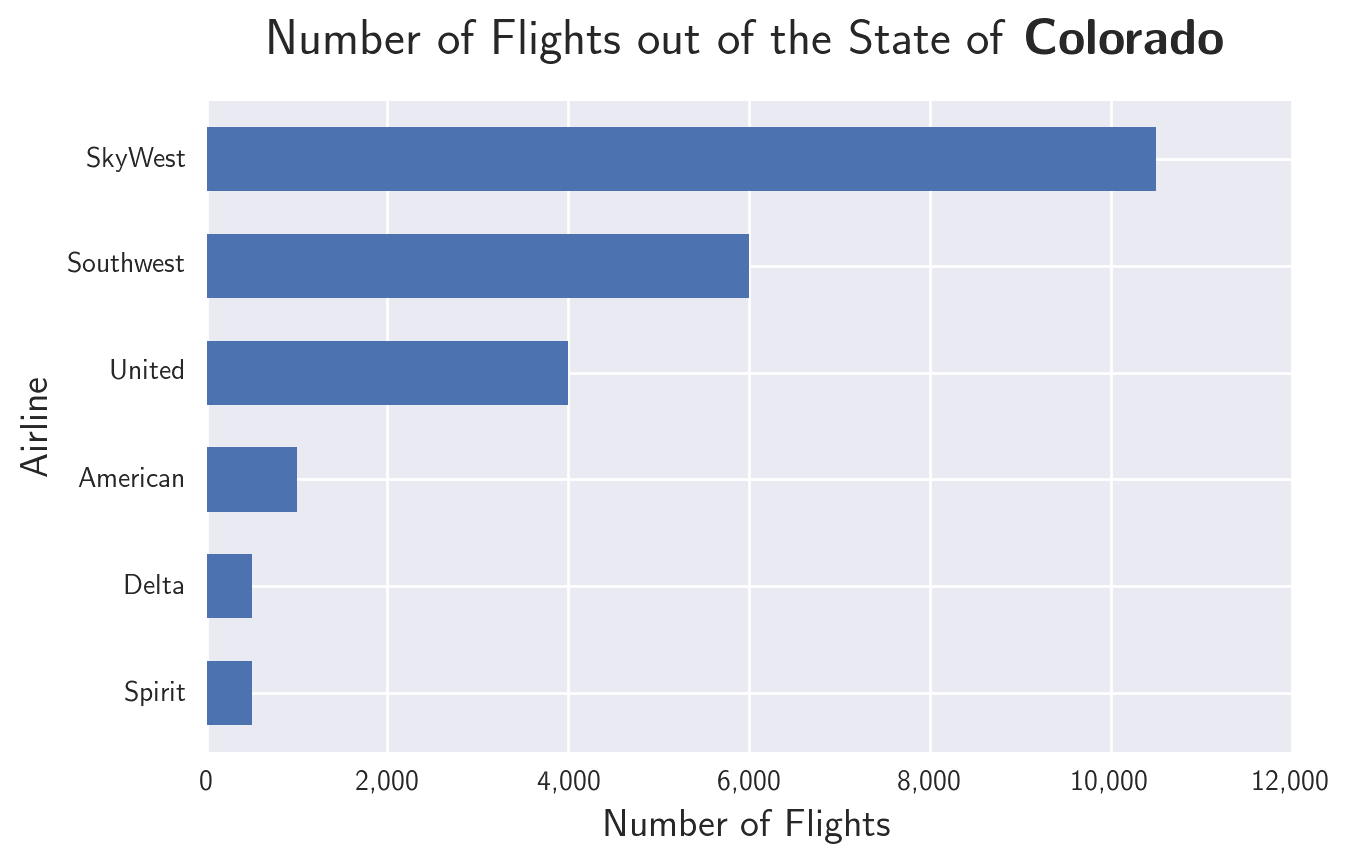 Number of Flights out of the State of Colorado
SkyWest
Southwest
United
American
Delta
Spirit
Airline
0 2,000 4,000 6,000 8,000 10,000 12,000
Number of Flights